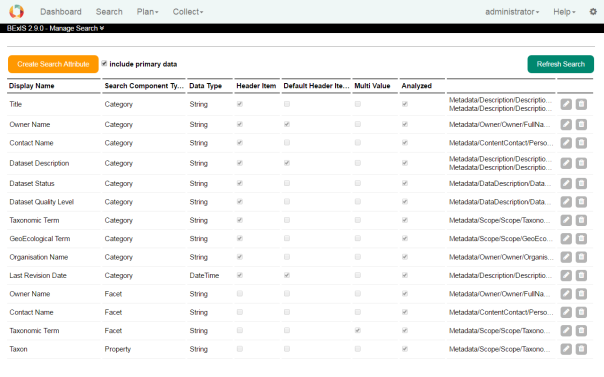 Dashboard Search Plan Collect administrator Help
BExIS 2.9.0 - Manage Search
Create Search Attribute include primary data Refresh Search
Display Name Search Component Ty... Data Type Header Item Default Header Ite... Multi Value Analyzed
Title Category String Metadata/Description/Descriptio...
Metadata/Description/Descriptio...
Owner Name Category String Metadata/Owner/Owner/FullNa...
Contact Name Category String Metadata/ContentContact/Perso...
Dataset Description Category String Metadata/Description/Descriptio...
Metadata/Description/Descriptio...
Dataset Status Category String Metadata/DataDescription/Data...
Dataset Quality Level Category String Metadata/DataDescription/Data...
Taxonomic Term Category String Metadata/Scope/Scope/Taxono...
GeoEcological Term Category String Metadata/Scope/Scope/GeoEco...
Organisation Name Category String Metadata/Owner/Owner/Organis...
Last Revision Date Category DateTime Metadata/Description/Descriptio...
Owner Name Facet String Metadata/Owner/Owner/FullNa...
Contact Name Facet String Metadata/ContentContact/Perso...
Taxonomic Term Facet String Metadata/Scope/Scope/Taxono...
Taxon Property String Metadata/Scope/Scope/Taxono...